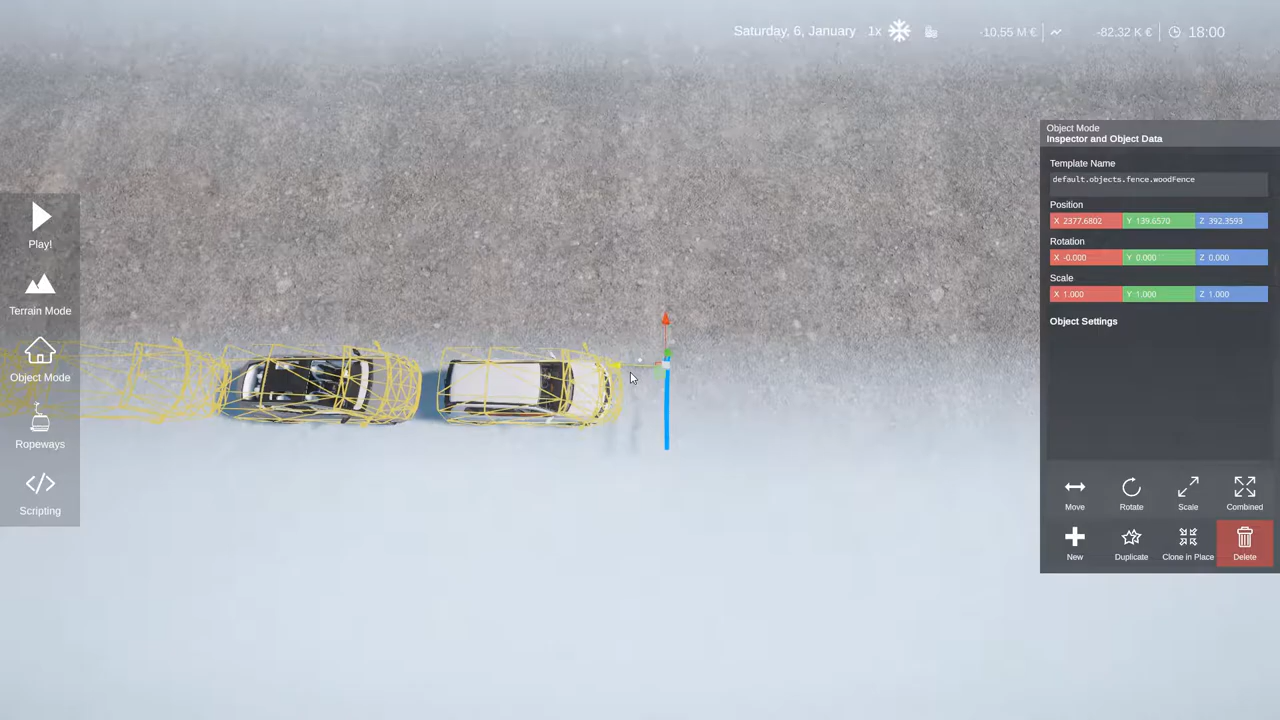 Saturday, 6, January 1x -10.55 M € -82.32 K € 18:00
Object Mode
Inspector and Object Data
Template Name
default.objects.fence.woodFence
Position
X 2377.6802 Y 139.6570 Z 392.3593
Rotation
X -0.000 Y 0.000 Z 0.000
Scale
X 1.000 Y 1.000 Z 1.000
Object Settings
Play!
Terrain Mode
Object Mode
Ropeways
Scripting
Move Rotate Scale Combined
New Duplicate Clone in Place Delete